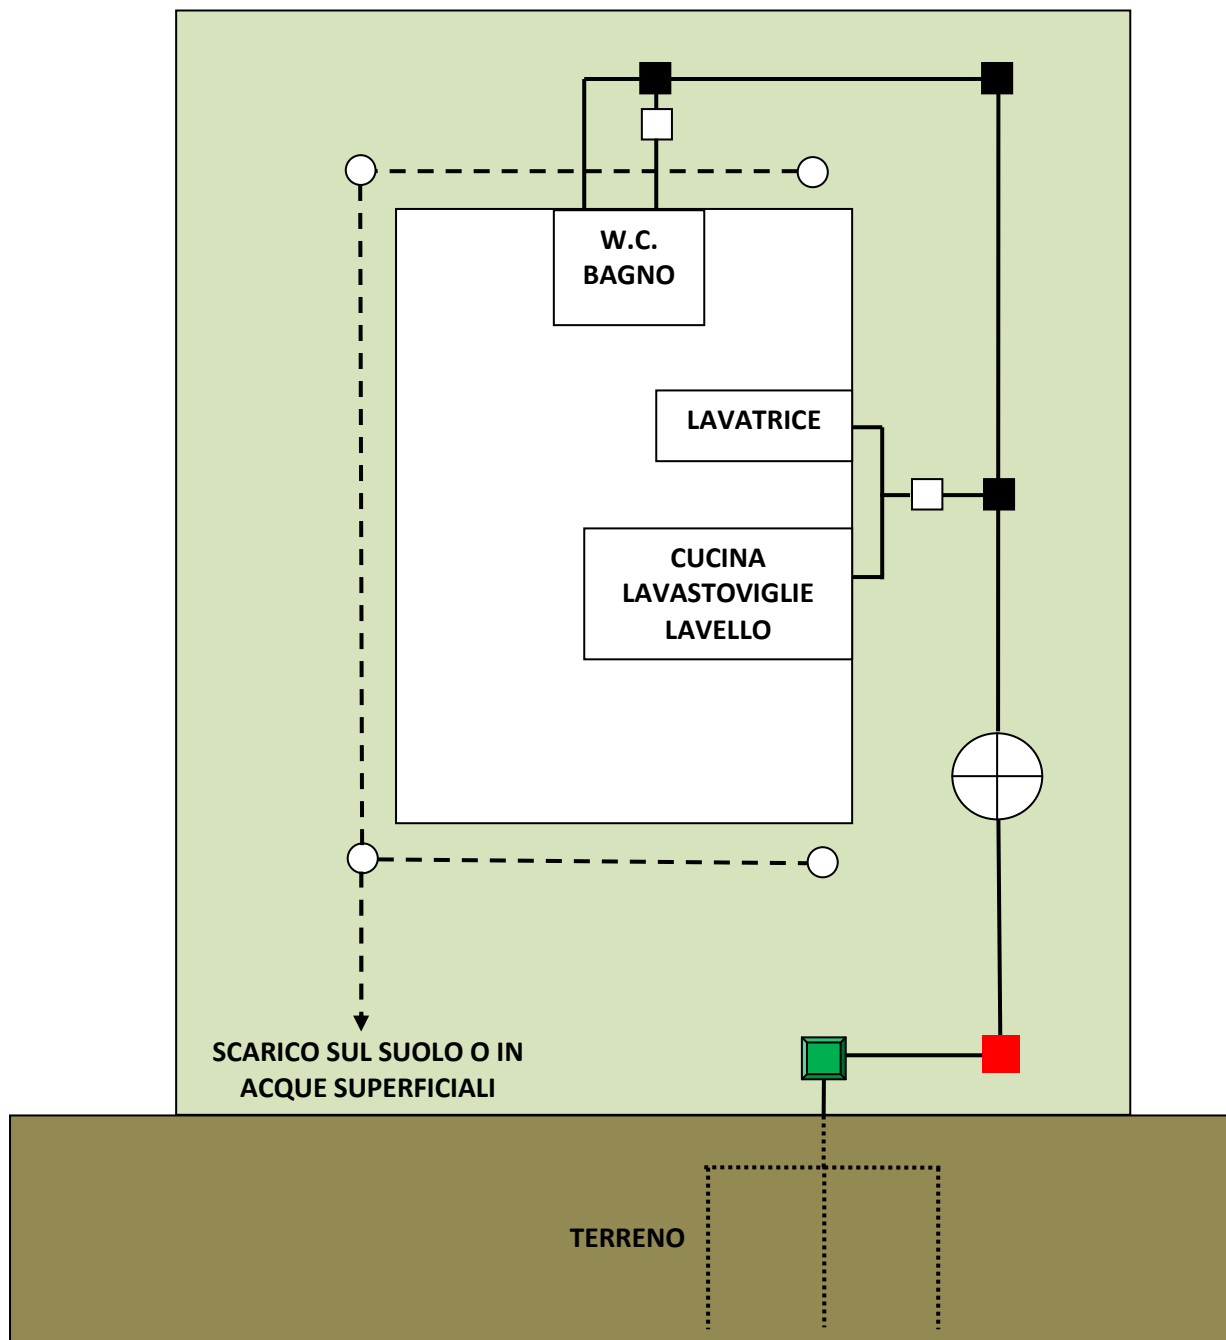 W.C.
BAGNO
LAVATRICE
CUCINA
LAVASTOVIGLIE
LAVELLO
SCARICO SUL SUOLO O IN
ACQUE SUPERFICIALI
TERRENO